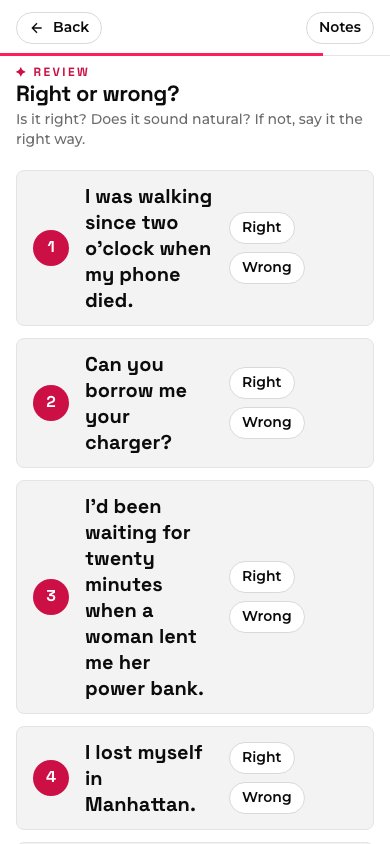 Back
Notes
REVIEW
Right or wrong?
Is it right? Does it sound natural? If not, say it the
right way.
1
I was walking
since two
o'clock when
my phone
died.
Right
Wrong
2
Can you
borrow me
your
charger?
Right
Wrong
3
I'd been
waiting for
twenty
minutes
when a
woman lent
me her
power bank.
Right
Wrong
4
I lost myself
in
Manhattan.
Right
Wrong